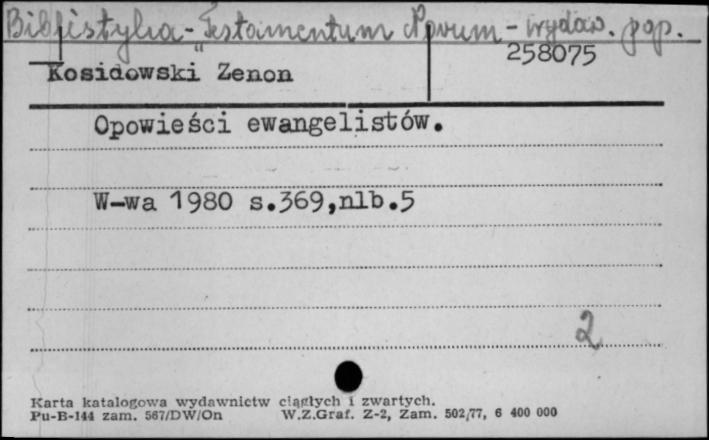 Biblistyka - Testamentum Novum - wydaw. pop.
258075
Kosidowski Zenon
Opowieści ewangelistów.
W-wa 1980 s.369,nlb.5
2
Karta katalogowa wydawnictw ciągłych i zwartych.
Pu-B-144 zam. 567/DW/On W.Z.Graf. Z-2, Zam. 502/77, 6 400 000